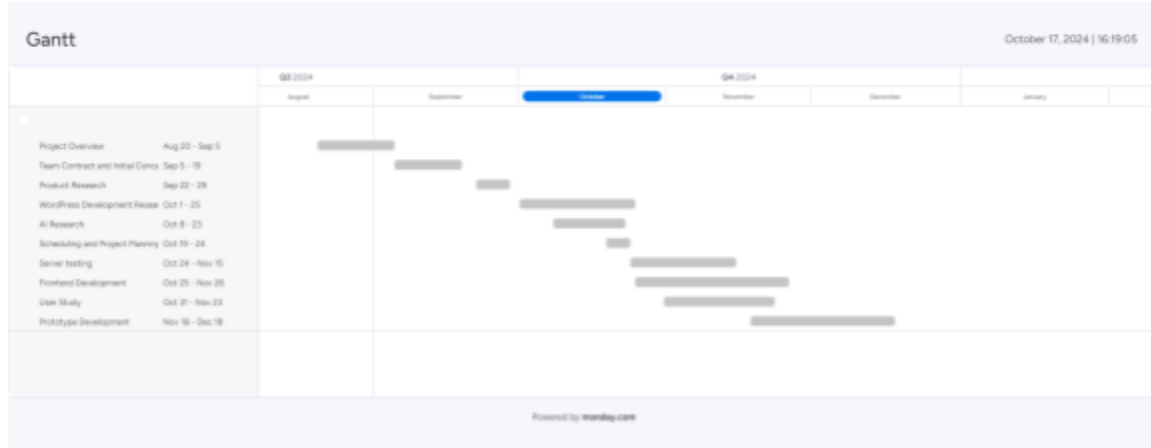 Gantt
October 17, 2024 | 16:19:05
Q3 2024 Q4 2024
August September October November December January
Project Overview Aug 20 - Sep 5
Team Contract and Initial Conce Sep 5 - 19
Product Research Sep 22 - 29
WordPress Development Resea Oct 1 - 25
AI Research Oct 8 - 23
Scheduling and Project Planning Oct 19 - 24
Server testing Oct 24 - Nov 15
Frontend Development Oct 25 - Nov 26
User Study Oct 31 - Nov 23
Prototype Development Nov 18 - Dec 18
Powered by monday.com